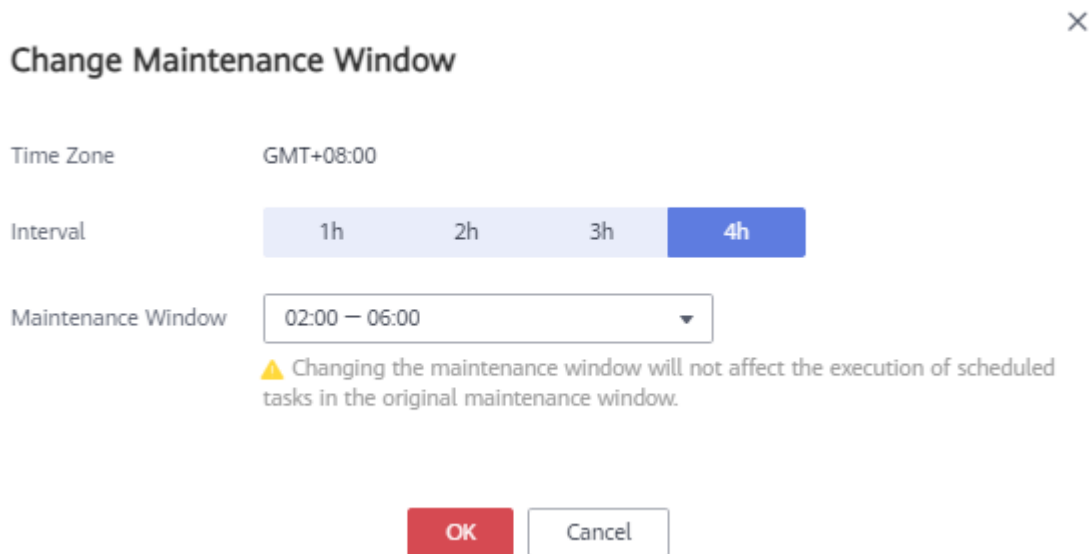 Change Maintenance Window
Time Zone GMT+08:00
Interval 1h 2h 3h 4h
Maintenance Window 02:00 — 06:00
Changing the maintenance window will not affect the execution of scheduled
tasks in the original maintenance window.
OK Cancel